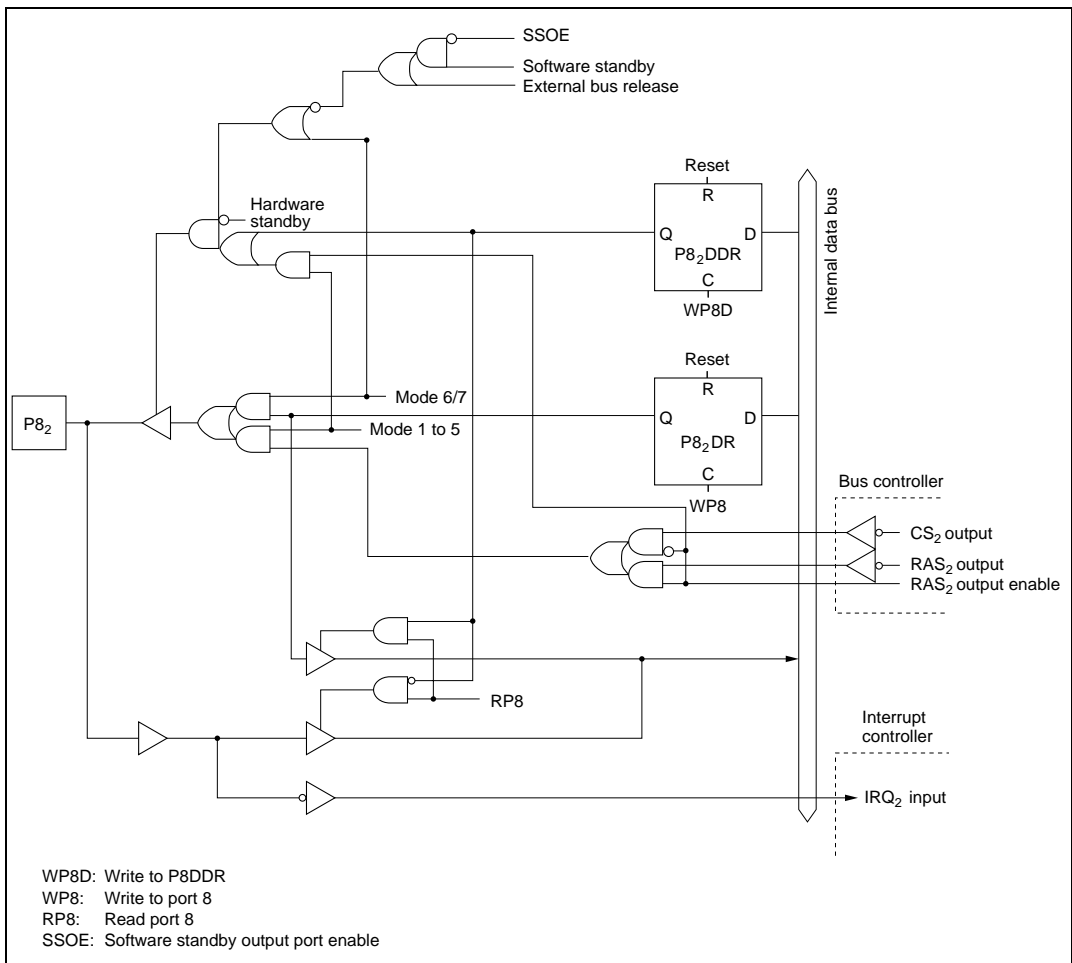 SSOE
Software standby
External bus release
Hardware
standby
Reset
R
Q
D
P8₂DDR
C
WP8D
Internal data bus
Reset
R
Mode 6/7
Q
D
P8₂
Mode 1 to 5
P8₂DR
C
WP8
Bus controller
CS₂ output
RAS₂ output
RAS₂ output enable
RP8
Interrupt
controller
IRQ₂ input
WP8D: Write to P8DDR
WP8: Write to port 8
RP8: Read port 8
SSOE: Software standby output port enable